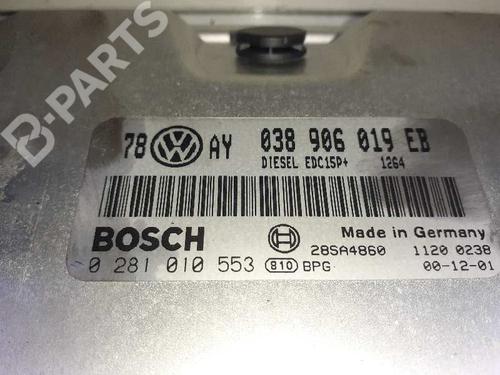 B-PARTS
78 VW AY 038 906 019 EB
DIESEL EDC15P+ 1264
BOSCH
Made in Germany
28SA4860 1120 0238
0 281 010 553 810 BPG 00-12-01